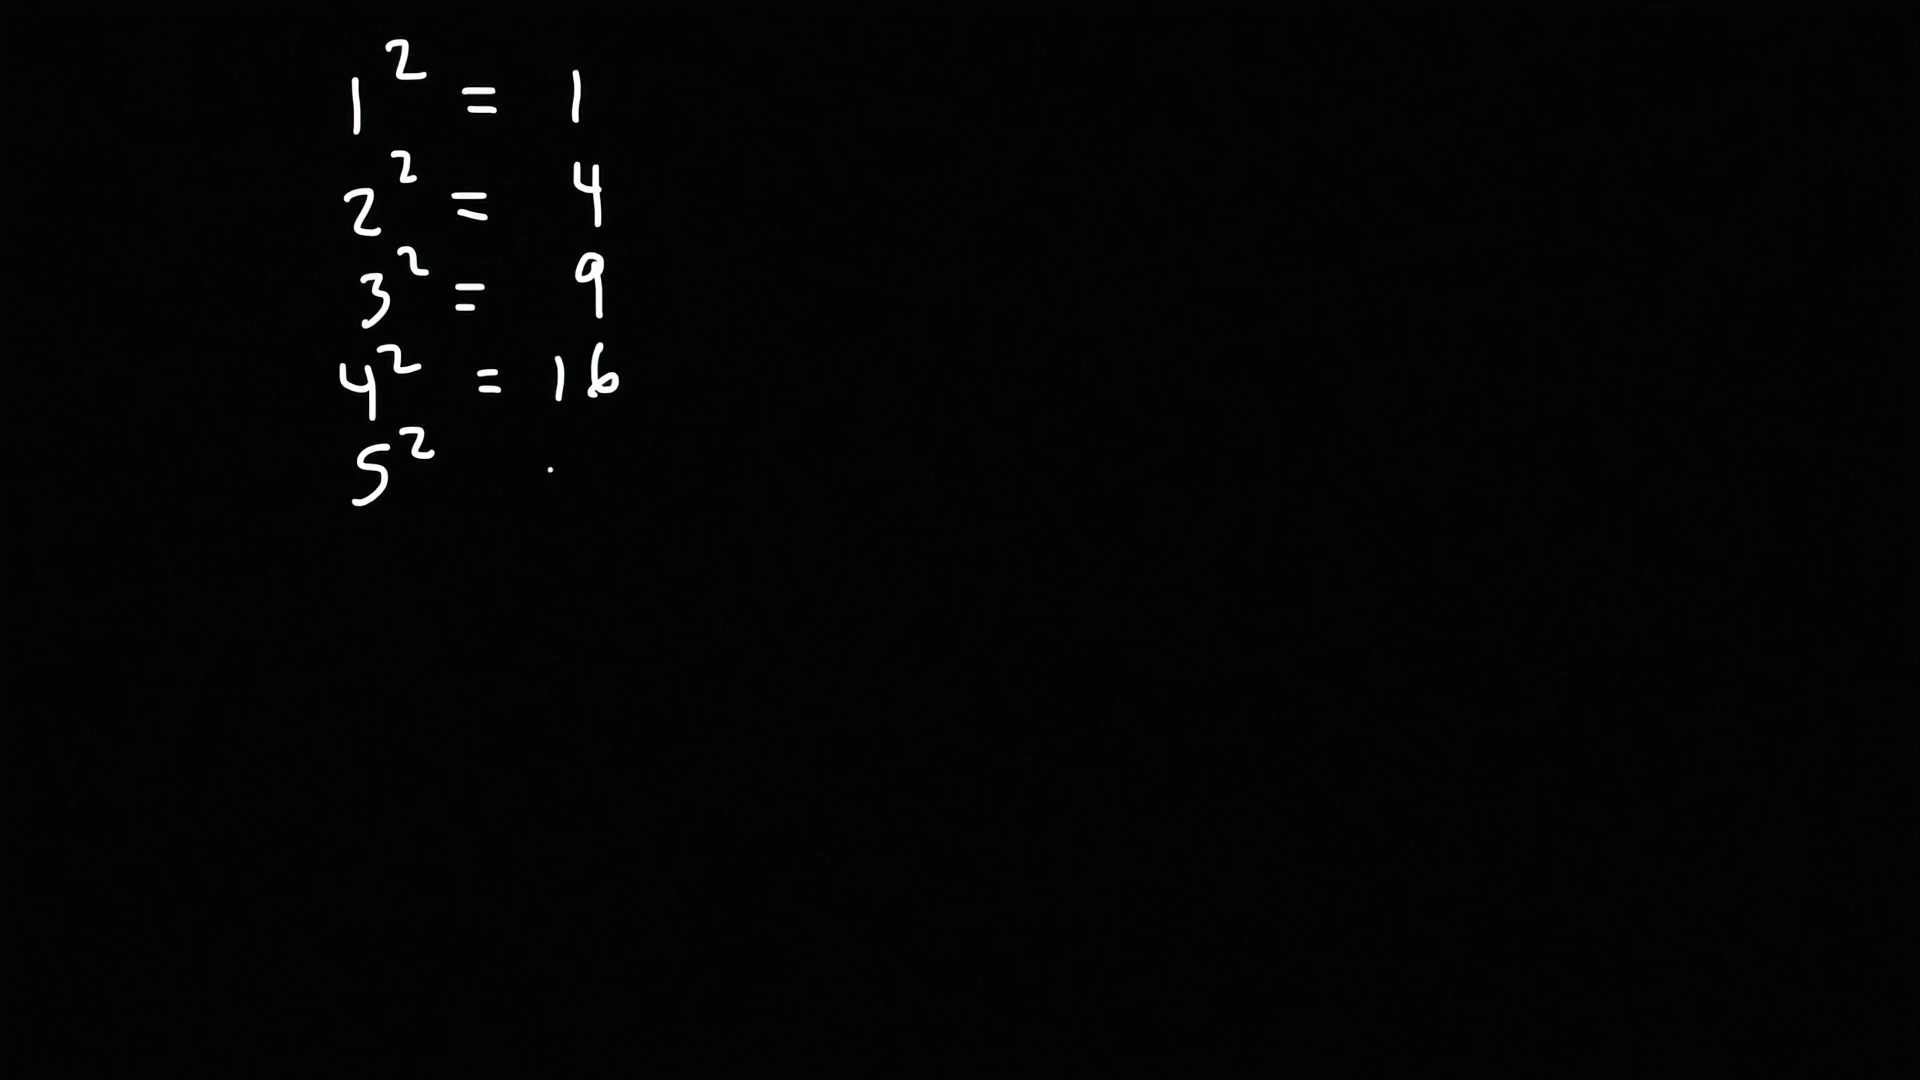 1² = 1
2² = 4
3² = 9
4² = 16
5²